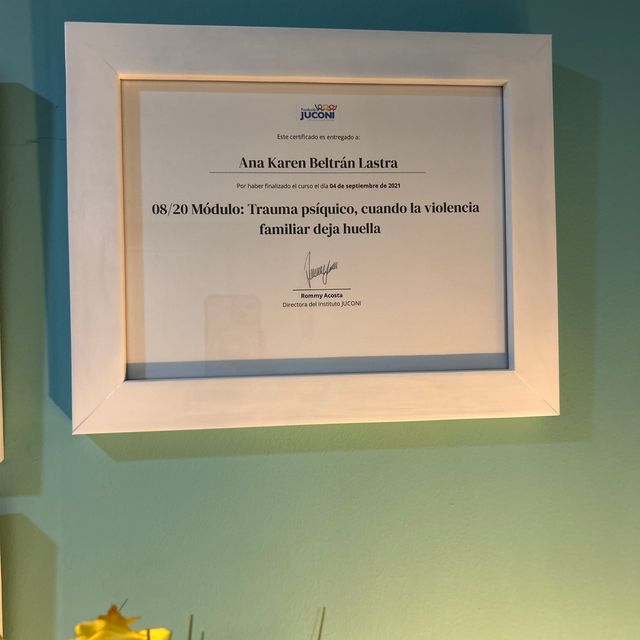 Fundación
JUCONI
Este certificado es entregado a:
Ana Karen Beltrán Lastra
Por haber finalizado el curso el día 04 de septiembre de 2021
08/20 Módulo: Trauma psíquico, cuando la violencia
familiar deja huella
Rommy Acosta
Directora del Instituto JUCONI